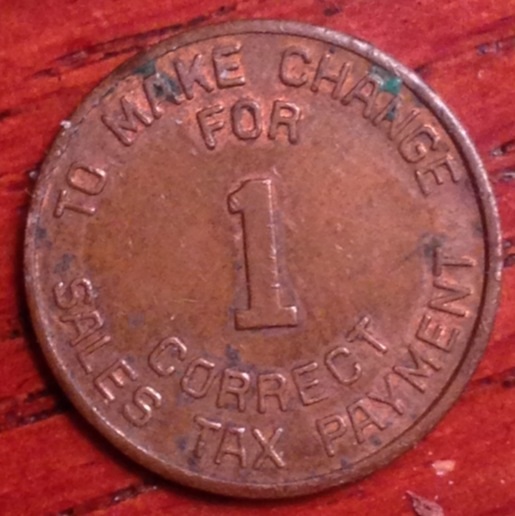 TO MAKE CHANGE
FOR
1
CORRECT
SALES TAX PAYMENT